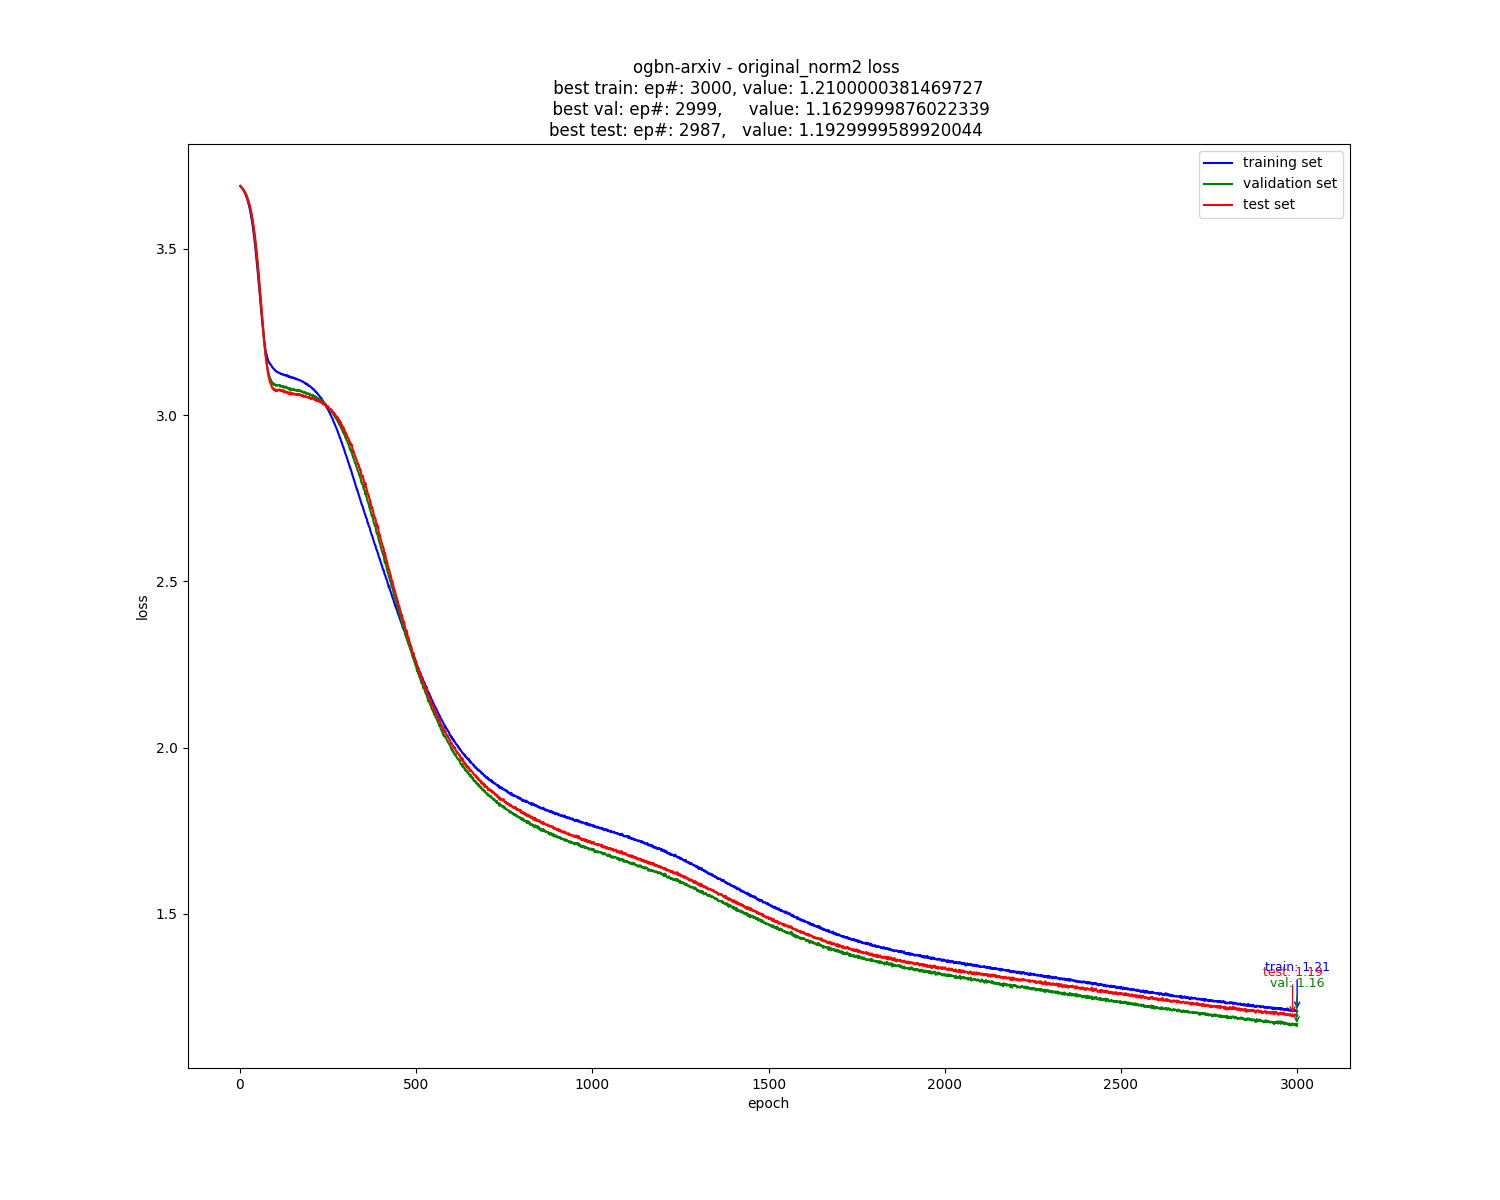 ogbn-arxiv - original_norm2 loss
best train: ep#: 3000, value: 1.2100000381469727
best val: ep#: 2999, value: 1.1629999876022339
best test: ep#: 2987, value: 1.1929999589920044
training set
validation set
test set
3.5
3.0
2.5
2.0
1.5
loss
train: 1.21
test: 1.19
val: 1.16
0
500
1000
1500
2000
2500
3000
epoch